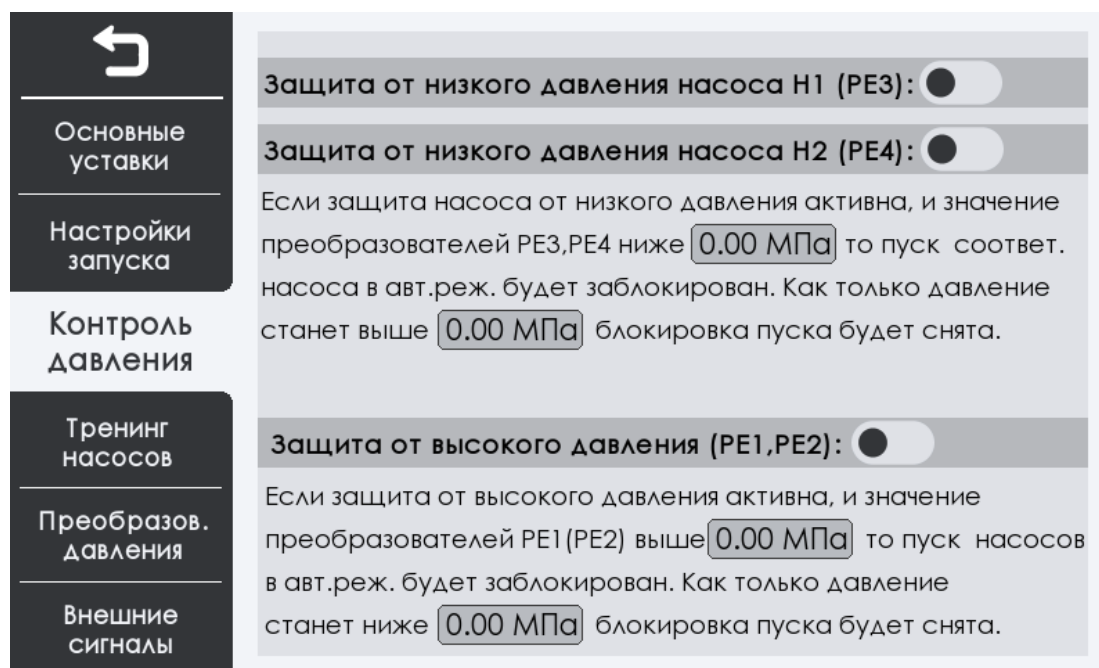 Основные
уставки
Настройки
запуска
Контроль
давления
Тренинг
насосов
Преобразов.
давления
Внешние
сигналы
Защита от низкого давления насоса Н1 (PE3):
Защита от низкого давления насоса Н2 (PE4):
Если защита насоса от низкого давления активна, и значение
преобразователей PE3,PE4 ниже 0.00 МПа то пуск соответ.
насоса в авт.реж. будет заблокирован. Как только давление
станет выше 0.00 МПа блокировка пуска будет снята.
Защита от высокого давления (PE1,PE2):
Если защита от высокого давления активна, и значение
преобразователей PE1(PE2) выше 0.00 МПа то пуск насосов
в авт.реж. будет заблокирован. Как только давление
станет ниже 0.00 МПа блокировка пуска будет снята.